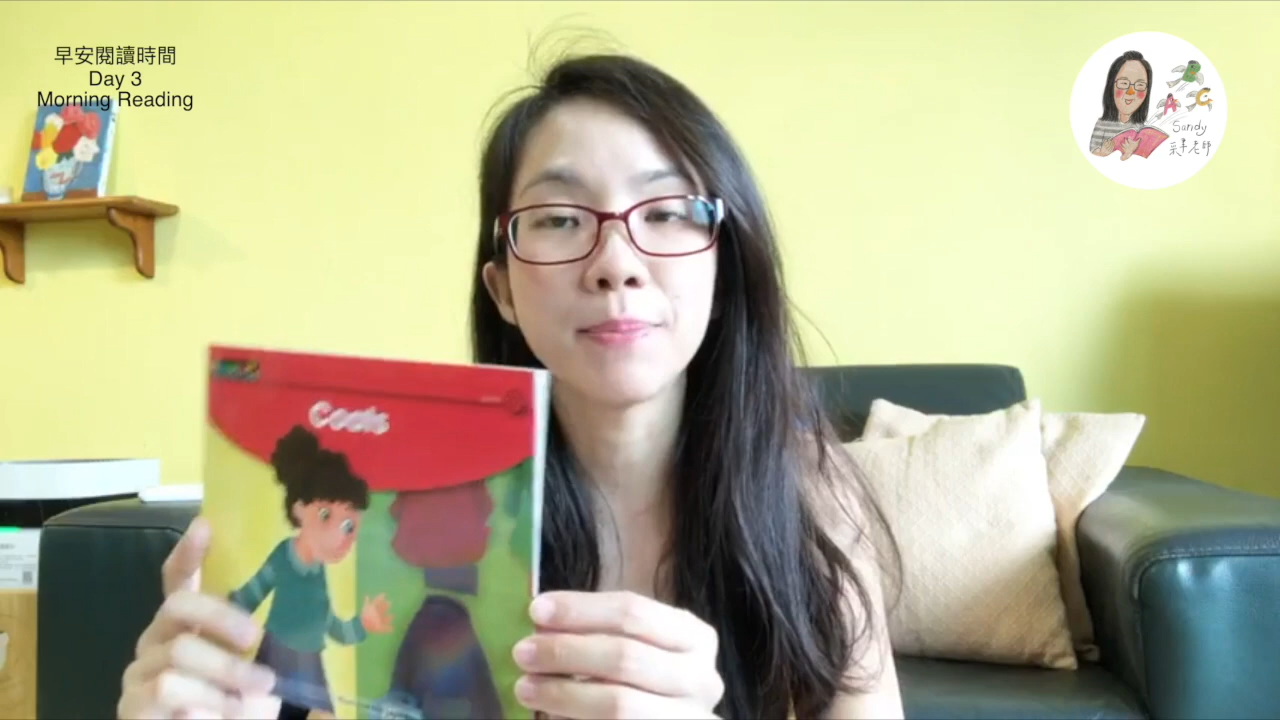 早安閱讀時間
Day 3
Morning Reading
Sandy
Coats